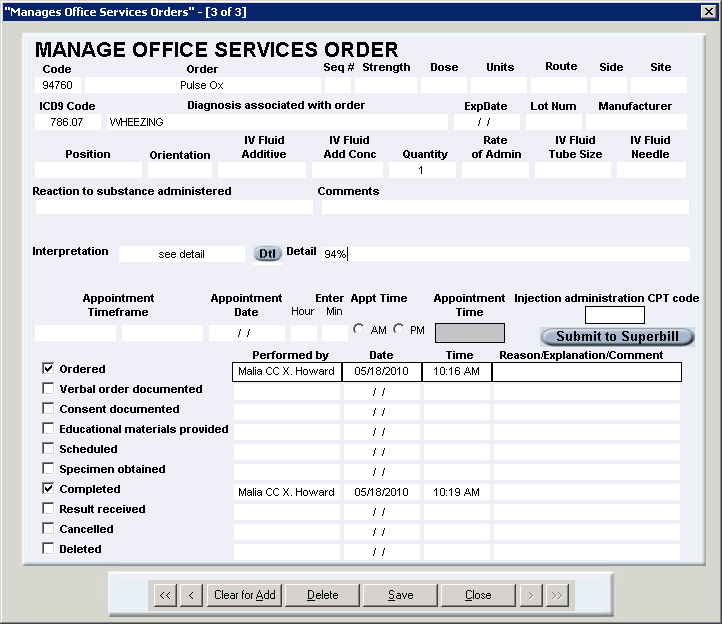 "Manages Office Services Orders" - [3 of 3]
MANAGE OFFICE SERVICES ORDER
Code Order Seq # Strength Dose Units Route Side Site
94760 Pulse Ox
ICD9 Code Diagnosis associated with order ExpDate Lot Num Manufacturer
786.07 WHEEZING / /
Position Orientation IV Fluid Additive IV Fluid Add Conc Quantity Rate of Admin IV Fluid Tube Size IV Fluid Needle
1
Reaction to substance administered Comments
Interpretation see detail Dtl Detail 94%
Appointment Timeframe Appointment Date Enter Hour Min Appt Time Appointment Time Injection administration CPT code
/ / AM PM
Submit to Superbill
Performed by Date Time Reason/Explanation/Comment
Ordered Malia CC X. Howard 05/18/2010 10:16 AM
Verbal order documented / /
Consent documented / /
Educational materials provided / /
Scheduled / /
Specimen obtained / /
Completed Malia CC X. Howard 05/18/2010 10:19 AM
Result received / /
Cancelled / /
Deleted / /
<< < Clear for Add Delete Save Close > >>